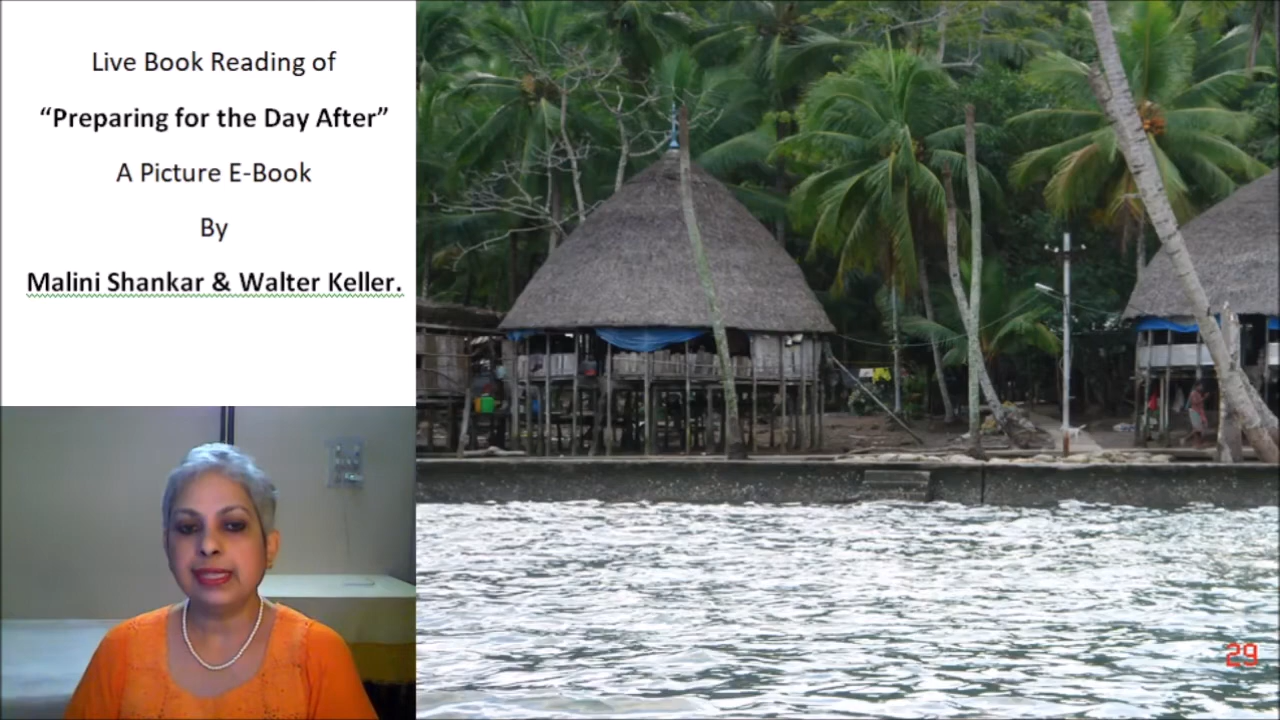 Live Book Reading of
“Preparing for the Day After”
A Picture E-Book
By
Malini Shankar & Walter Keller.
29